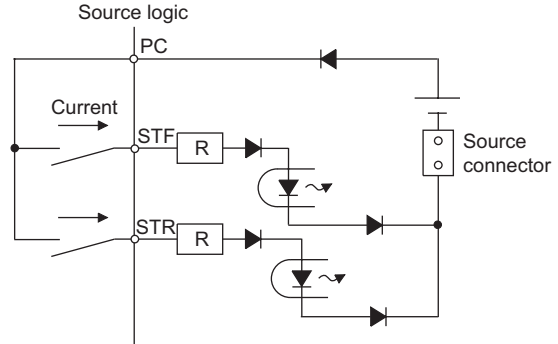 Source logic
PC
Current
STF
R
Source
connector
STR
R